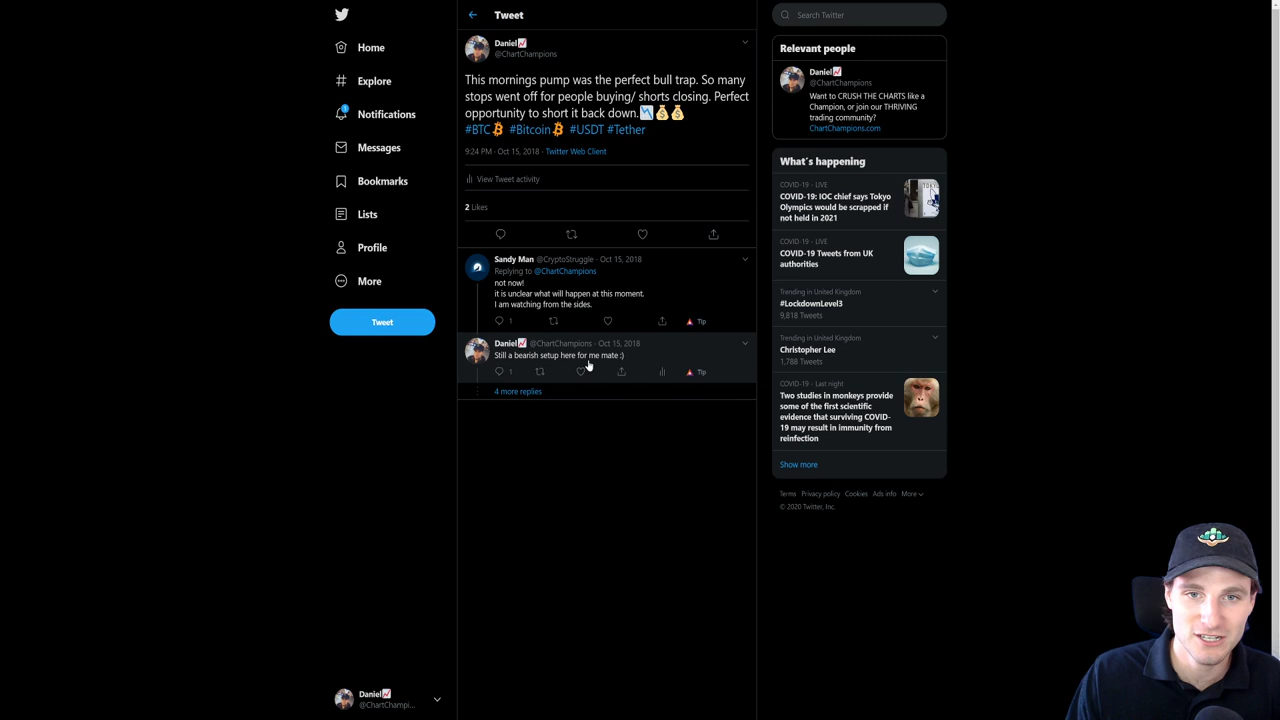 Home
Explore
1
Notifications
Messages
Bookmarks
Lists
Profile
More
Tweet
Daniel📈
@ChartChampi...
Tweet
Daniel📈
@ChartChampions
This mornings pump was the perfect bull trap. So many
stops went off for people buying/ shorts closing. Perfect
opportunity to short it back down.📉💰💰
#BTC #Bitcoin #USDT #Tether
9:24 PM · Oct 15, 2018 · Twitter Web Client
View Tweet activity
2 Likes
Sandy Man @CryptoStruggle · Oct 15, 2018
Replying to @ChartChampions
not now!
it is unclear what will happen at this moment.
I am watching from the sides.
1 Tip
Daniel📈 @ChartChampions · Oct 15, 2018
Still a bearish setup here for me mate :)
1 Tip
4 more replies
Search Twitter
Relevant people
Daniel📈
@ChartChampions
Want to CRUSH THE CHARTS like a
Champion, or join our THRIVING
trading community?
ChartChampions.com
What's happening
COVID-19 · LIVE
COVID-19: IOC chief says Tokyo
Olympics would be scrapped if
not held in 2021
COVID-19 · LIVE
COVID-19 Tweets from UK
authorities
Trending in United Kingdom
#LockdownLevel3
9,818 Tweets
Trending in United Kingdom
Christopher Lee
1,788 Tweets
COVID-19 · Last night
Two studies in monkeys provide
some of the first scientific
evidence that surviving COVID-
19 may result in immunity from
reinfection
Show more
Terms Privacy policy Cookies Ads info More
© 2020 Twitter, Inc.